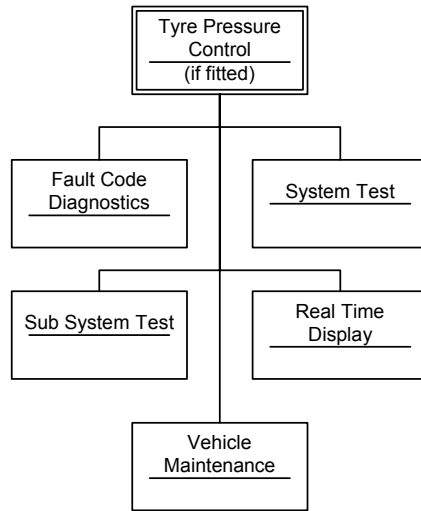 Tyre Pressure
Control
(if fitted)
Fault Code
Diagnostics
System Test
Sub System Test
Real Time
Display
Vehicle
Maintenance